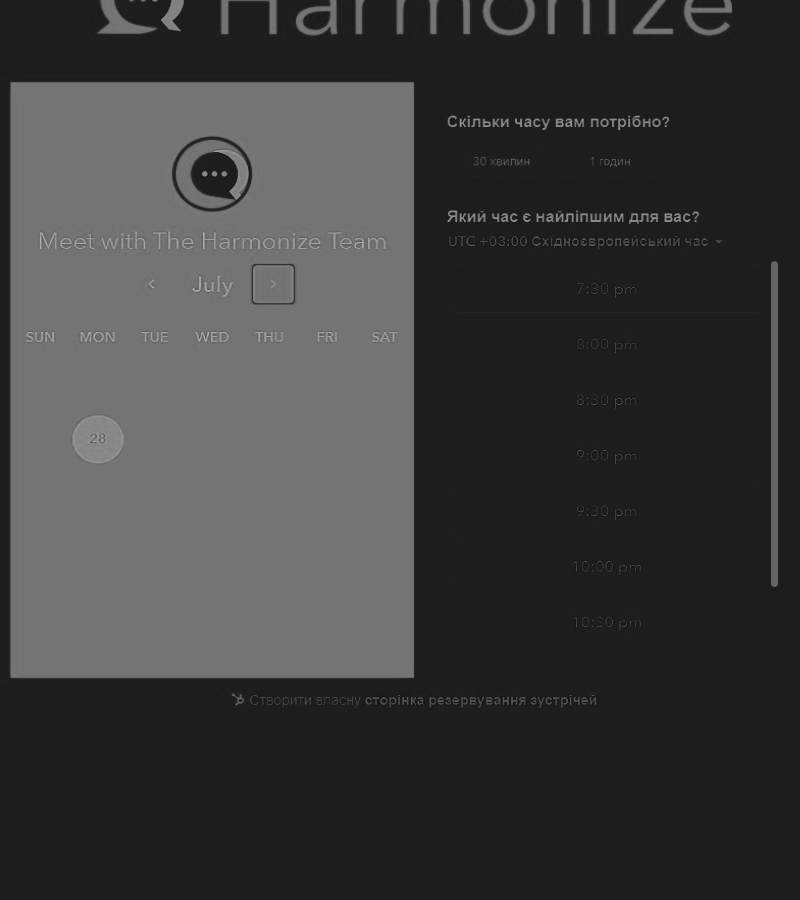 Harmonize
Meet with The Harmonize Team
July
SUN MON TUE WED THU FRI SAT
28
Скільки часу вам потрібно?
30 хвилин 1 годин
Який час є найліпшим для вас?
UTC +03:00 Східноєвропейський час
7:30 pm
8:00 pm
8:30 pm
9:00 pm
9:30 pm
10:00 pm
10:30 pm
Створити власну сторінка резервування зустрічей